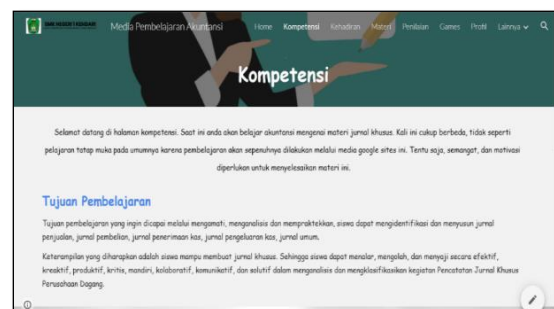 SMK NEGERI 1 KENDARI
Media Pembelajaran Akuntansi
Home Kompetensi Kehadiran Materi Penilaian Games Profil Lainnya
Kompetensi
Selamat datang di halaman kompetensi. Saat ini anda akan belajar akuntansi mengenai materi jurnal khusus. Kali ini cukup berbeda, tidak seperti
pelajaran tatap muka pada umumnya karena pembelajaran akan sepenuhnya dilakukan melalui media google sites ini. Tentu saja, semangat, dan motivasi
diperlukan untuk menyelesaikan materi ini.
Tujuan Pembelajaran
Tujuan pembelajaran yang ingin dicapai melalui mengamati, menganalisis dan mempraktekkan, siswa dapat mengidentifikasi dan menyusun jurnal
penjualan, jurnal pembelian, jurnal penerimaan kas, jurnal pengeluaran kas, jurnal umum.
Keterampilan yang diharapkan adalah siswa mampu membuat jurnal khusus. Sehingga siswa dapat menalar, mengolah, dan menyaji secara efektif,
kreaktif, produktif, kritis, mandiri, kolaboratif, komunikatif, dan solutif dalam menganalisis dan mengklasifikasikan kegiatan Pencatatan Jurnal Khusus
Perusahaan Dagang.